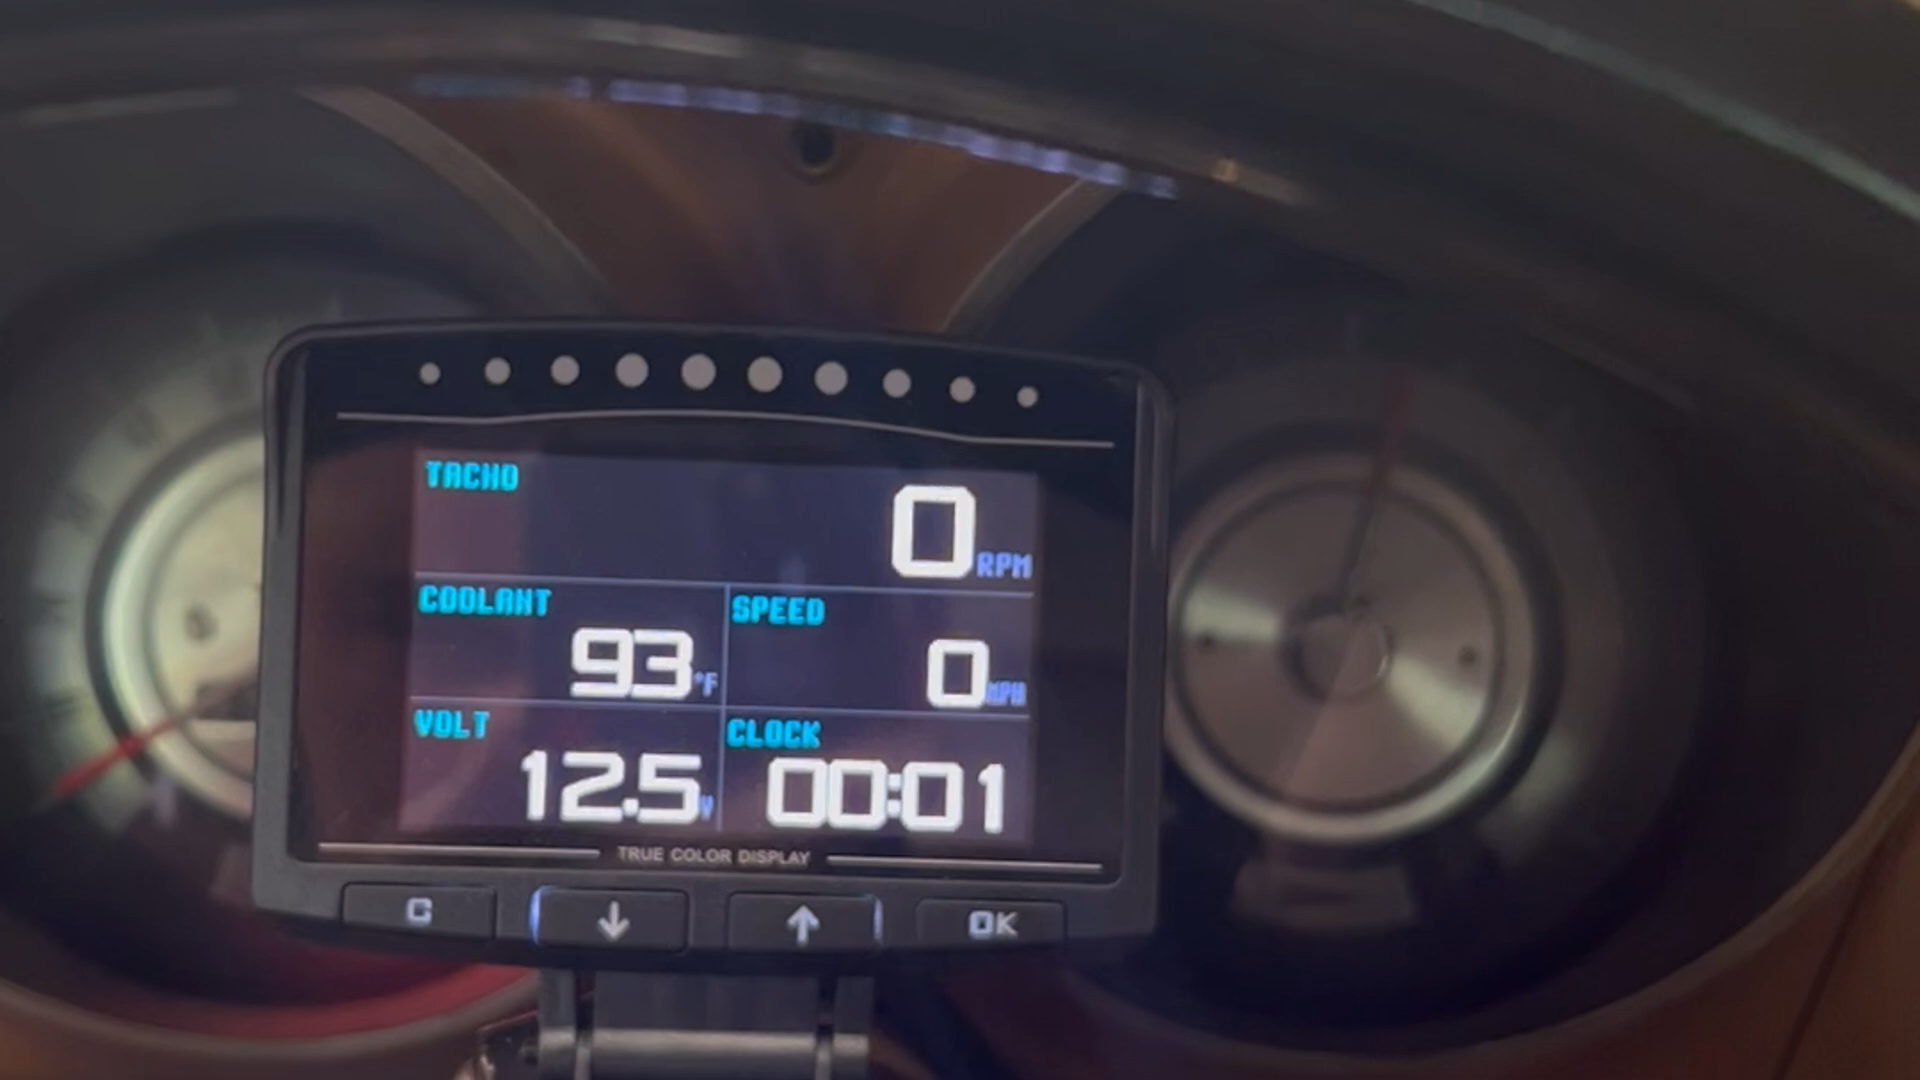 TACHO
0 RPM
COOLANT
93 °F
SPEED
0 MPH
VOLT
12.5 V
CLOCK
00:01
TRUE COLOR DISPLAY
C ↓ ↑ OK